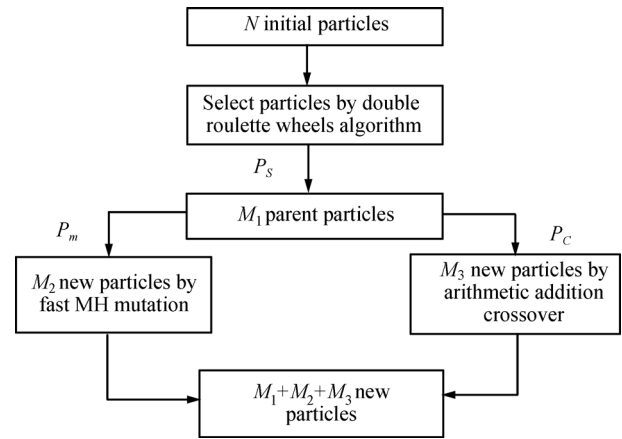 N initial particles
Select particles by double
roulette wheels algorithm
P_S
M_1 parent particles
P_m
P_C
M_2 new particles by
fast MH mutation
M_3 new particles by
arithmetic addition
crossover
M_1+M_2+M_3 new
particles